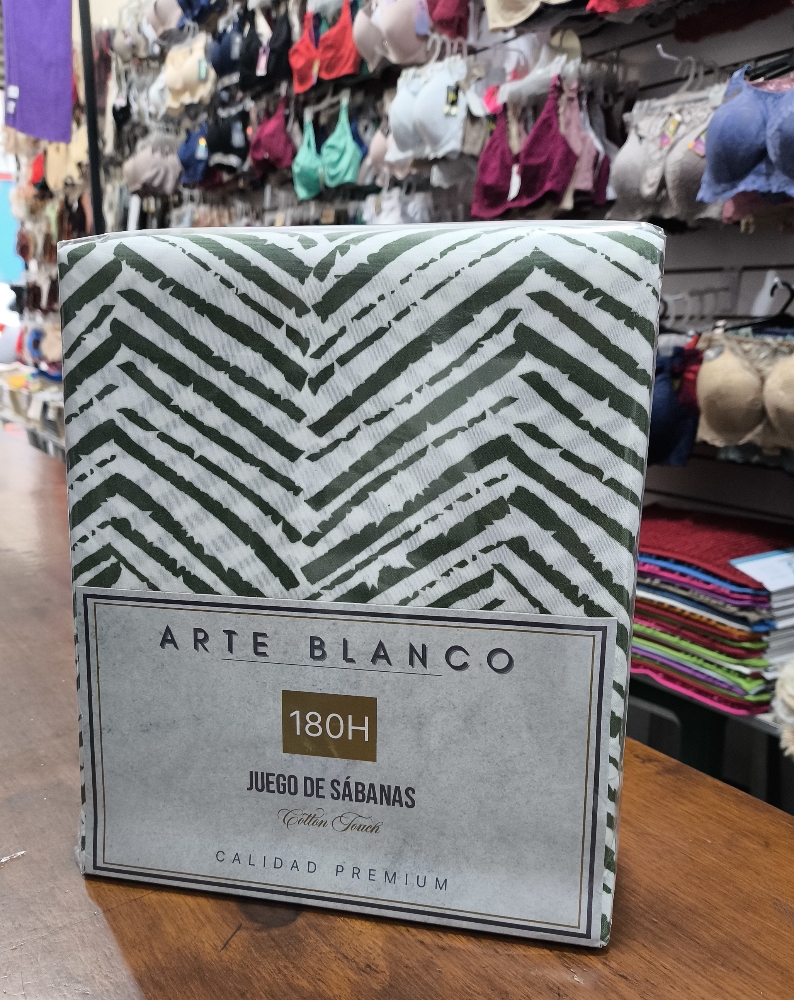 ARTE BLANCO
180H
JUEGO DE SÁBANAS
Cotton Touch
CALIDAD PREMIUM